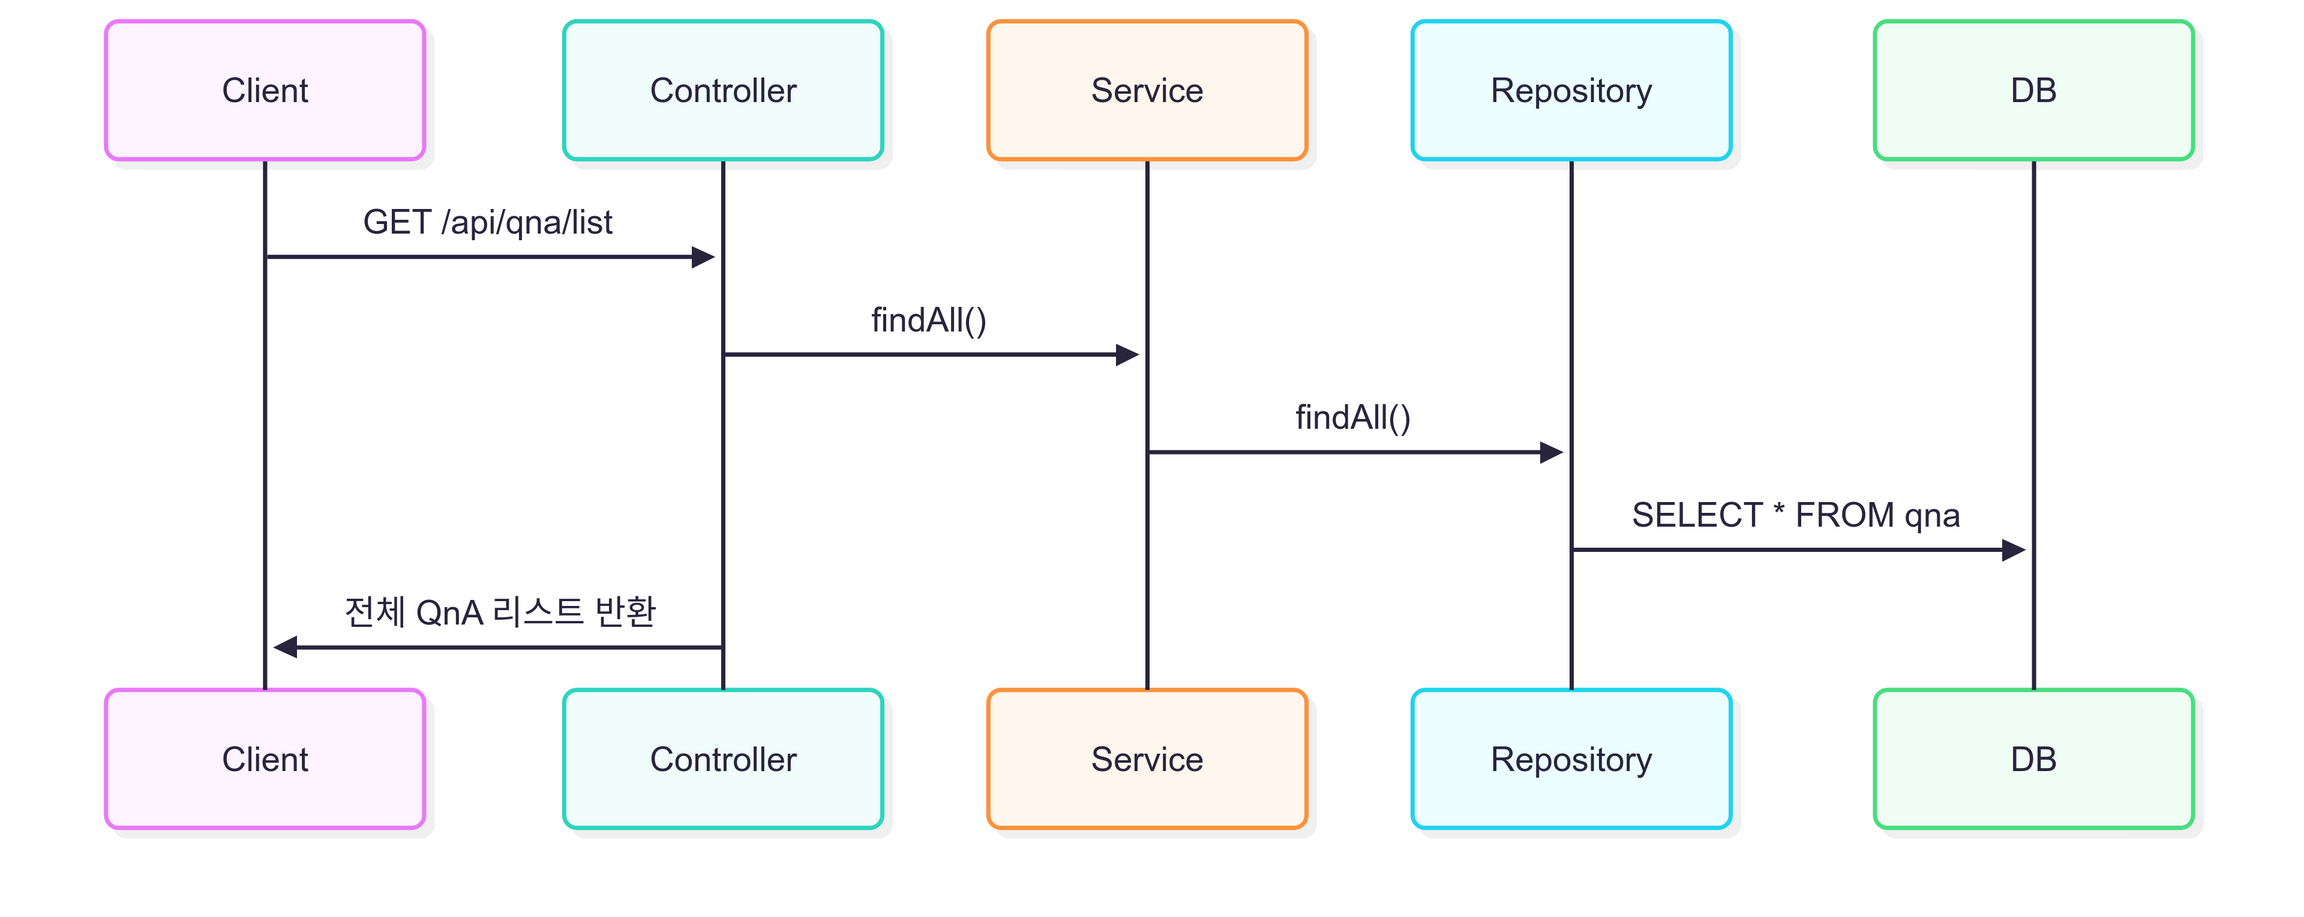 Client
Controller
Service
Repository
DB
GET /api/qna/list
findAll()
findAll()
SELECT * FROM qna
전체 QnA 리스트 반환
Client
Controller
Service
Repository
DB